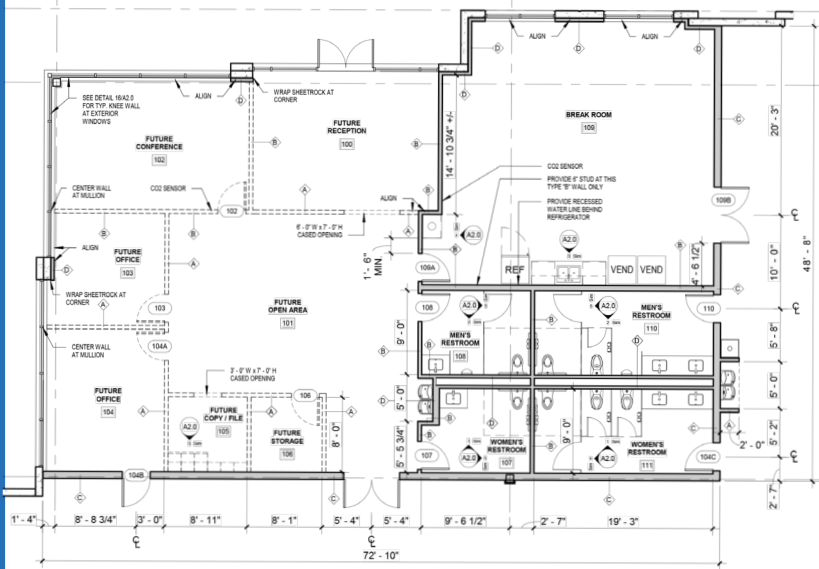 ALIGN
ALIGN
D
D
D
SEE DETAIL 16/A2.0
FOR TYP. KNEE WALL
AT EXTERIOR
WINDOWS
ALIGN
D
WRAP SHEETROCK AT
CORNER
FUTURE
CONFERENCE
102
FUTURE
RECEPTION
100
BREAK ROOM
109
14' - 10 3/4" +/-
20' - 3"
B
B
C
CO2 SENSOR
PROVIDE 6" STUD AT THIS
TYPE "B" WALL ONLY
PROVIDE RECESSED
WATER LINE BEHIND
REFRIGERATOR
CENTER WALL
AT MULLION
CO2 SENSOR
A
ALIGN
B
102
109B
6' - 0" W x 7' - 0" H
CASED OPENING
ALIGN
B
A
FUTURE
OFFICE
103
D
WRAP SHEETROCK AT
CORNER
1' - 6"
MIN.
109A
A2.0
A2.0
REF
VEND
VEND
4' - 6 1/2"
B
10' - 0"
48' - 8"
C
A
103
FUTURE
OPEN AREA
101
108
A2.0
A2.0
MEN'S
RESTROOM
110
110
MEN'S
RESTROOM
108
9' - 0"
B
B
D
5' - 8"
CENTER WALL
AT MULLION
104A
3' - 0" W x 7' - 0" H
CASED OPENING
FUTURE
OFFICE
104
A
FUTURE
COPY / FILE
105
A2.0
A
106
A
FUTURE
STORAGE
106
8' - 0"
D
5' - 0"
5' - 5 3/4"
B
B
D
B
9' - 0"
C
5' - 0"
5' - 2"
A
2' - 0"
107
A2.0
WOMEN'S
RESTROOM
107
A2.0
WOMEN'S
RESTROOM
111
104C
104B
C
C
C
C
2' - 7"
1' - 4"
8' - 8 3/4"
3' - 0"
8' - 11"
8' - 1"
5' - 4"
5' - 4"
9' - 6 1/2"
2' - 7"
19' - 3"
72' - 10"